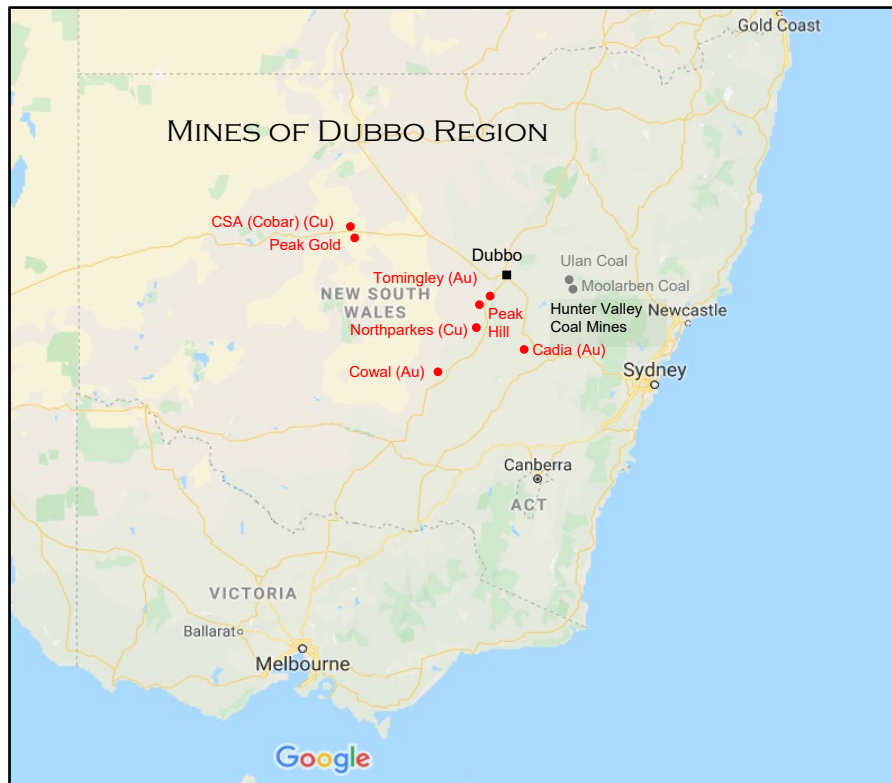 Gold Coast
MINES OF DUBBO REGION
CSA (Cobar) (Cu)
Peak Gold
Dubbo
Ulan Coal
Tomingley (Au)
Moolarben Coal
NEW SOUTH
WALES
Peak
Hill
Hunter Valley
Coal Mines
Newcastle
Northparkes (Cu)
Cadia (Au)
Cowal (Au)
Sydney
Canberra
ACT
VICTORIA
Ballarat
Melbourne
Google